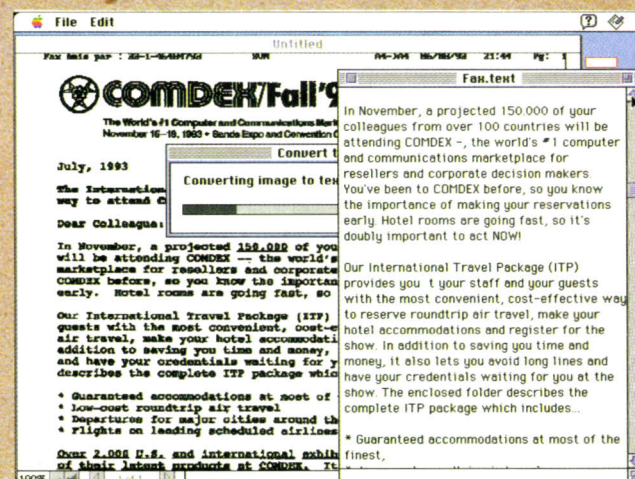 File Edit
Untitled
Fax émis par :
21:44 Pg: 1
COMDEX/Fall'9
The World's #1 Computer and Communications Mark
November 15-19, 1993 • Sands Expo and Convention C
July, 1993
The Internation
way to attend C
Dear Colleague:
In November, a projected 150.000 of you
will be attending COMDEX -- the world's
marketplace for resellers and corporate
COMDEX before, so you know the importan
early. Hotel rooms are going fast, so
Our International Travel Package (ITP)
guests with the most convenient, cost-e
air travel, make your hotel accommodati
addition to saving you time and money,
and have your credentials waiting for y
describes the complete ITP package whic
* Guaranteed accomodations at most of
* Low-cost roundtrip air travel
* Departures for major cities around th
* Flights on leading scheduled airlines
Over 2.000 U.S. and international exhib
of their latest products at COMDEX. It
100%
Convert t
Converting image to tex
Fax.text
In November, a projected 150.000 of your
colleagues from over 100 countries will be
attending COMDEX -, the world's #1 computer
and communications marketplace for
resellers and corporate decision makers.
You've been to COMDEX before, so you know
the importance of making your reservations
early. Hotel rooms are going fast, so it's
doubly important to act NOW!
Our International Travel Package (ITP)
provides you t your staff and your guests
with the most convenient, cost-effective way
to reserve roundtrip air travel, make your
hotel accommodations and register for the
show. In addition to saving you time and
money, it also lets you avoid long lines and
have your credentials waiting for you at the
show. The enclosed folder describes the
complete ITP package which includes...
* Guaranteed accommodations at most of the
finest,